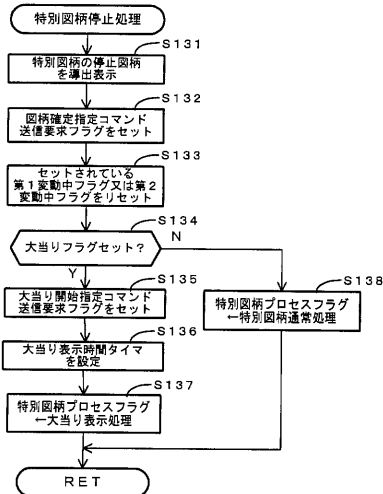 特別図柄停止処理
S131
特別図柄の停止図柄
を導出表示
S132
図柄確定指定コマンド
送信要求フラグをセット
S133
セットされている
第1変動中フラグ又は第2
変動中フラグをリセット
S134
大当りフラグセット?
N
Y
S135
大当り開始指定コマンド
送信要求フラグをセット
S138
特別図柄プロセスフラグ
←特別図柄通常処理
S136
大当り表示時間タイマ
を設定
S137
特別図柄プロセスフラグ
←大当り表示処理
RET